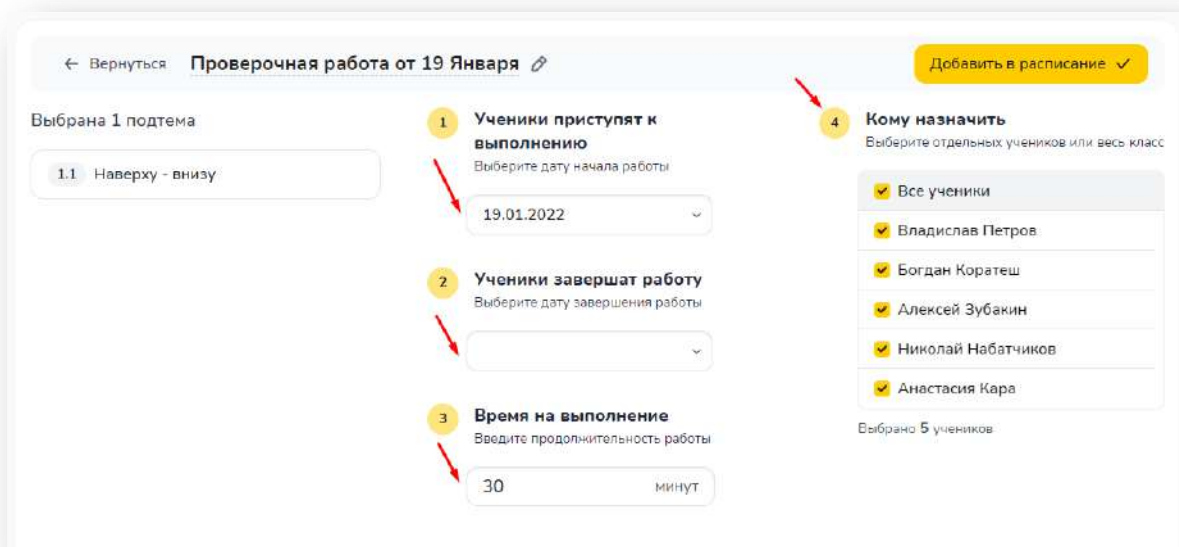 ← Вернуться
Проверочная работа от 19 Января
Добавить в расписание
Выбрана 1 подтема
1.1 Наверху - внизу
1
Ученики приступят к
выполнению
Выберите дату начала работы
19.01.2022
2
Ученики завершат работу
Выберите дату завершения работы
3
Время на выполнение
Введите продолжительность работы
30 минут
4
Кому назначить
Выберите отдельных учеников или весь класс
Все ученики
Владислав Петров
Богдан Коратеш
Алексей Зубакин
Николай Набатчиков
Анастасия Кара
Выбрано 5 учеников